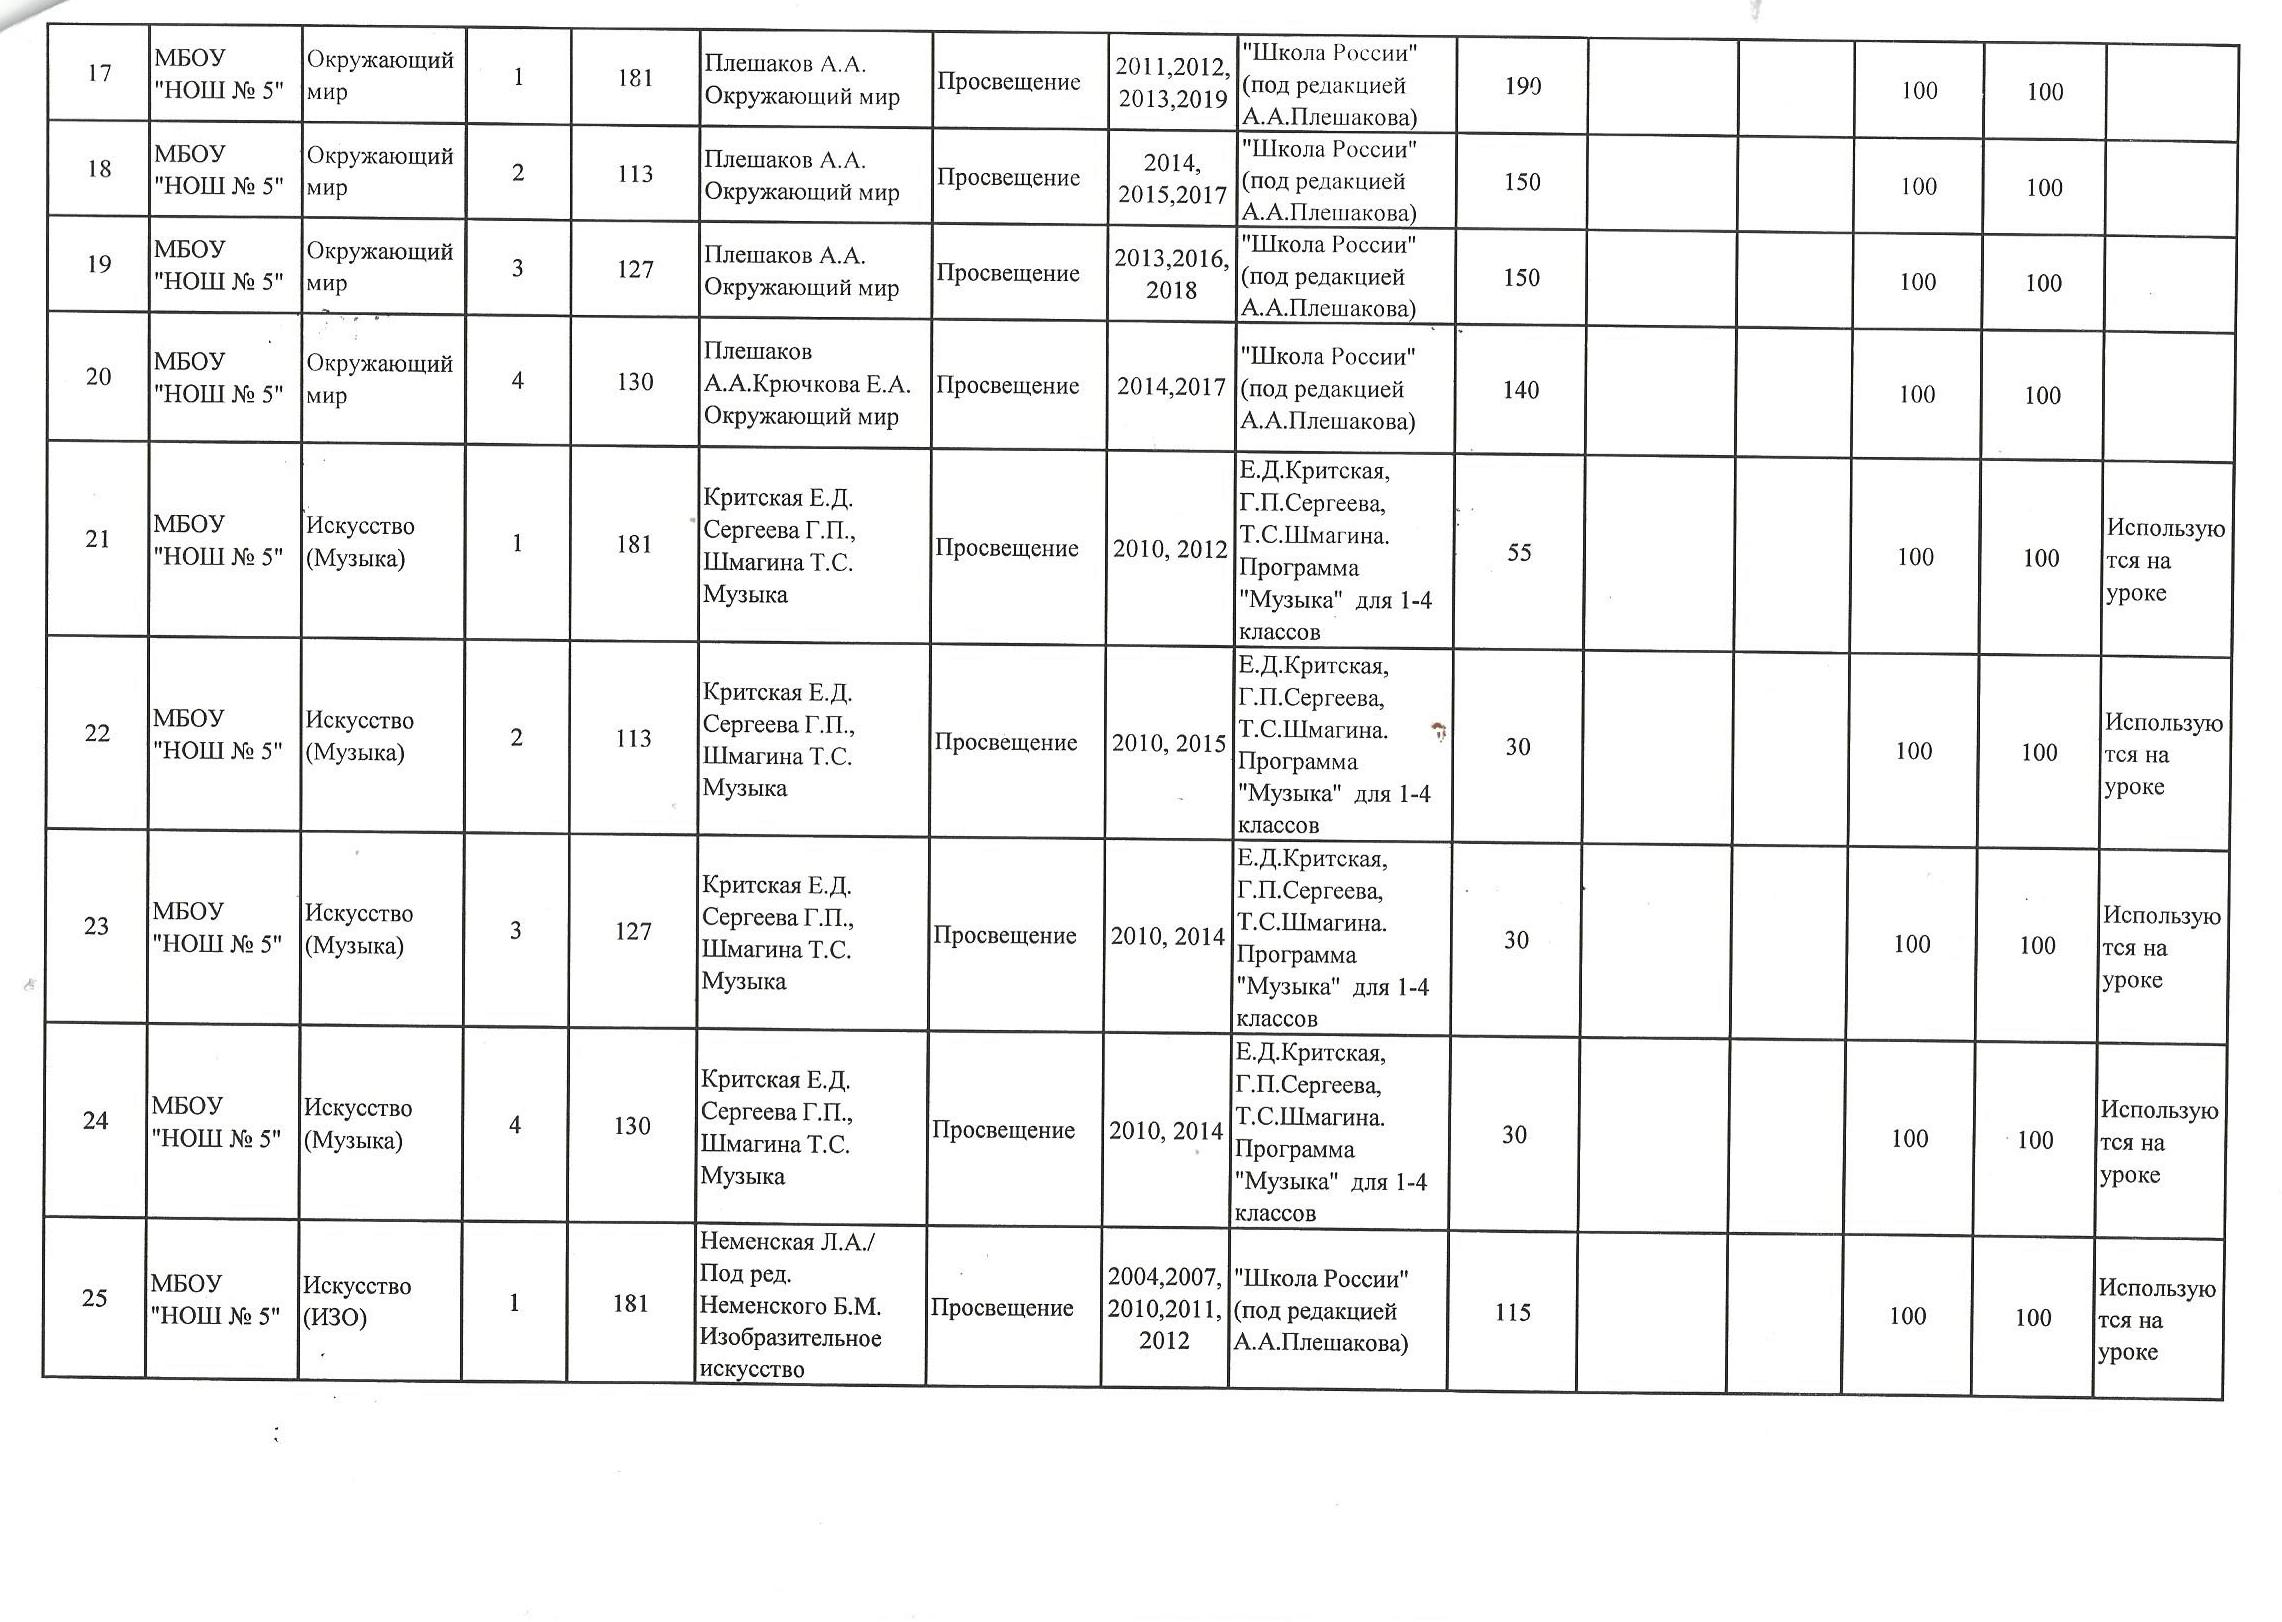 17
МБОУ
"НОШ № 5"
Окружающий
мир
1
181
Плешаков А.А.
Окружающий мир
Просвещение
2011,2012,
2013,2019
"Школа России"
(под редакцией
А.А.Плешакова)
190
100
100
18
МБОУ
"НОШ № 5"
Окружающий
мир
2
113
Плешаков А.А.
Окружающий мир
Просвещение
2014,
2015,2017
"Школа России"
(под редакцией
А.А.Плешакова)
150
100
100
19
МБОУ
"НОШ № 5"
Окружающий
мир
3
127
Плешаков А.А.
Окружающий мир
Просвещение
2013,2016,
2018
"Школа России"
(под редакцией
А.А.Плешакова)
150
100
100
20
МБОУ
"НОШ № 5"
Окружающий
мир
4
130
Плешаков
А.А.Крючкова Е.А.
Окружающий мир
Просвещение
2014,2017
"Школа России"
(под редакцией
А.А.Плешакова)
140
100
100
21
МБОУ
"НОШ № 5"
Искусство
(Музыка)
1
181
Критская Е.Д.
Сергеева Г.П.,
Шмагина Т.С.
Музыка
Просвещение
2010, 2012
Е.Д.Критская,
Г.П.Сергеева,
Т.С.Шмагина.
Программа
"Музыка" для 1-4
классов
55
100
100
Использую
тся на
уроке
22
МБОУ
"НОШ № 5"
Искусство
(Музыка)
2
113
Критская Е.Д.
Сергеева Г.П.,
Шмагина Т.С.
Музыка
Просвещение
2010, 2015
Е.Д.Критская,
Г.П.Сергеева,
Т.С.Шмагина.
Программа
"Музыка" для 1-4
классов
30
100
100
Использую
тся на
уроке
23
МБОУ
"НОШ № 5"
Искусство
(Музыка)
3
127
Критская Е.Д.
Сергеева Г.П.,
Шмагина Т.С.
Музыка
Просвещение
2010, 2014
Е.Д.Критская,
Г.П.Сергеева,
Т.С.Шмагина.
Программа
"Музыка" для 1-4
классов
30
100
100
Использую
тся на
уроке
24
МБОУ
"НОШ № 5"
Искусство
(Музыка)
4
130
Критская Е.Д.
Сергеева Г.П.,
Шмагина Т.С.
Музыка
Просвещение
2010, 2014
Е.Д.Критская,
Г.П.Сергеева,
Т.С.Шмагина.
Программа
"Музыка" для 1-4
классов
30
100
100
Использую
тся на
уроке
25
МБОУ
"НОШ № 5"
Искусство
(ИЗО)
1
181
Неменская Л.А./
Под ред.
Неменского Б.М.
Изобразительное
искусство
Просвещение
2004,2007,
2010,2011,
2012
"Школа России"
(под редакцией
А.А.Плешакова)
115
100
100
Использую
тся на
уроке